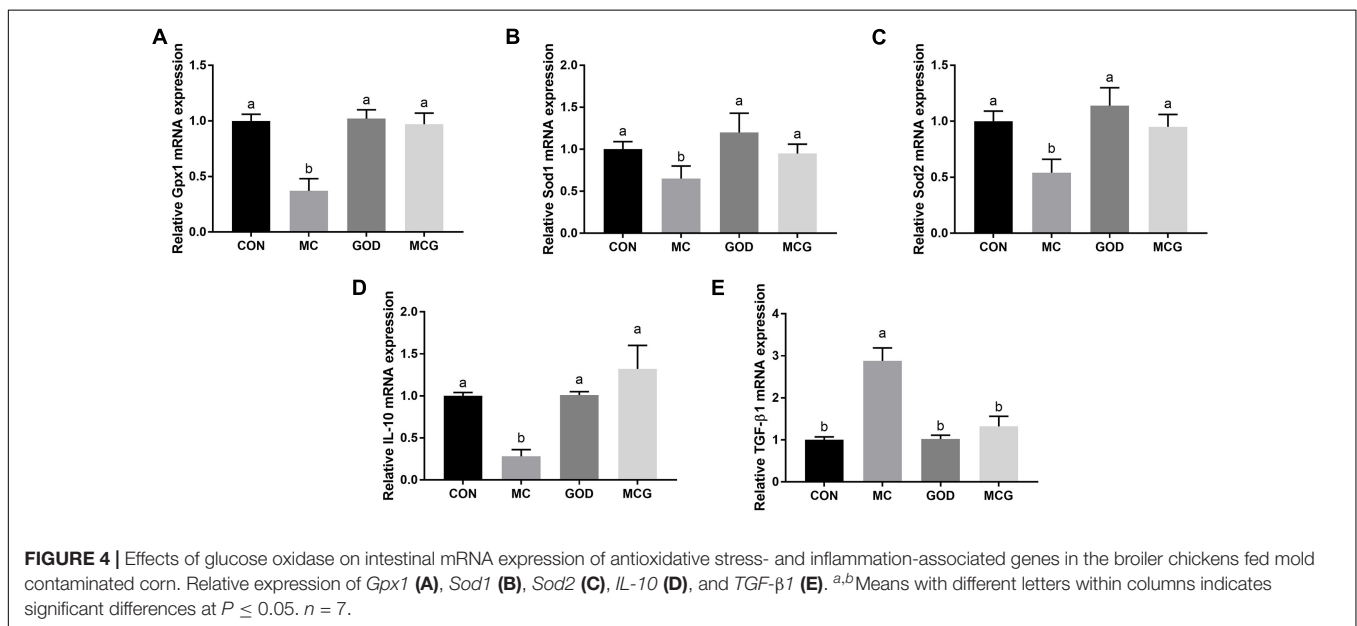 A
Relative Gpx1 mRNA expression
1.5
1.0
0.5
0.0
a
b
a
a
CON MC GOD MCG
B
Relative Sod1 mRNA expression
2.0
1.5
1.0
0.5
0.0
a
b
a
a
CON MC GOD MCG
C
Relative Sod2 mRNA expression
1.5
1.0
0.5
0.0
a
b
a
a
CON MC GOD MCG
D
Relative IL-10 mRNA expression
2.0
1.5
1.0
0.5
0.0
a
b
a
a
CON MC GOD MCG
E
Relative TGF-β1 mRNA expression
4
3
2
1
0
b
a
b
b
CON MC GOD MCG
FIGURE 4 | Effects of glucose oxidase on intestinal mRNA expression of antioxidative stress- and inflammation-associated genes in the broiler chickens fed mold
contaminated corn. Relative expression of Gpx1 (A), Sod1 (B), Sod2 (C), IL-10 (D), and TGF-β1 (E). a,bMeans with different letters within columns indicates
significant differences at P ≤ 0.05. n = 7.